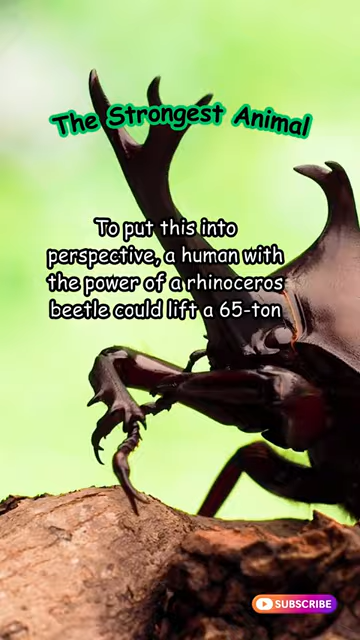 The Strongest Animal
To put this into
perspective, a human with
the power of a rhinoceros
beetle could lift a 65-ton
SUBSCRIBE